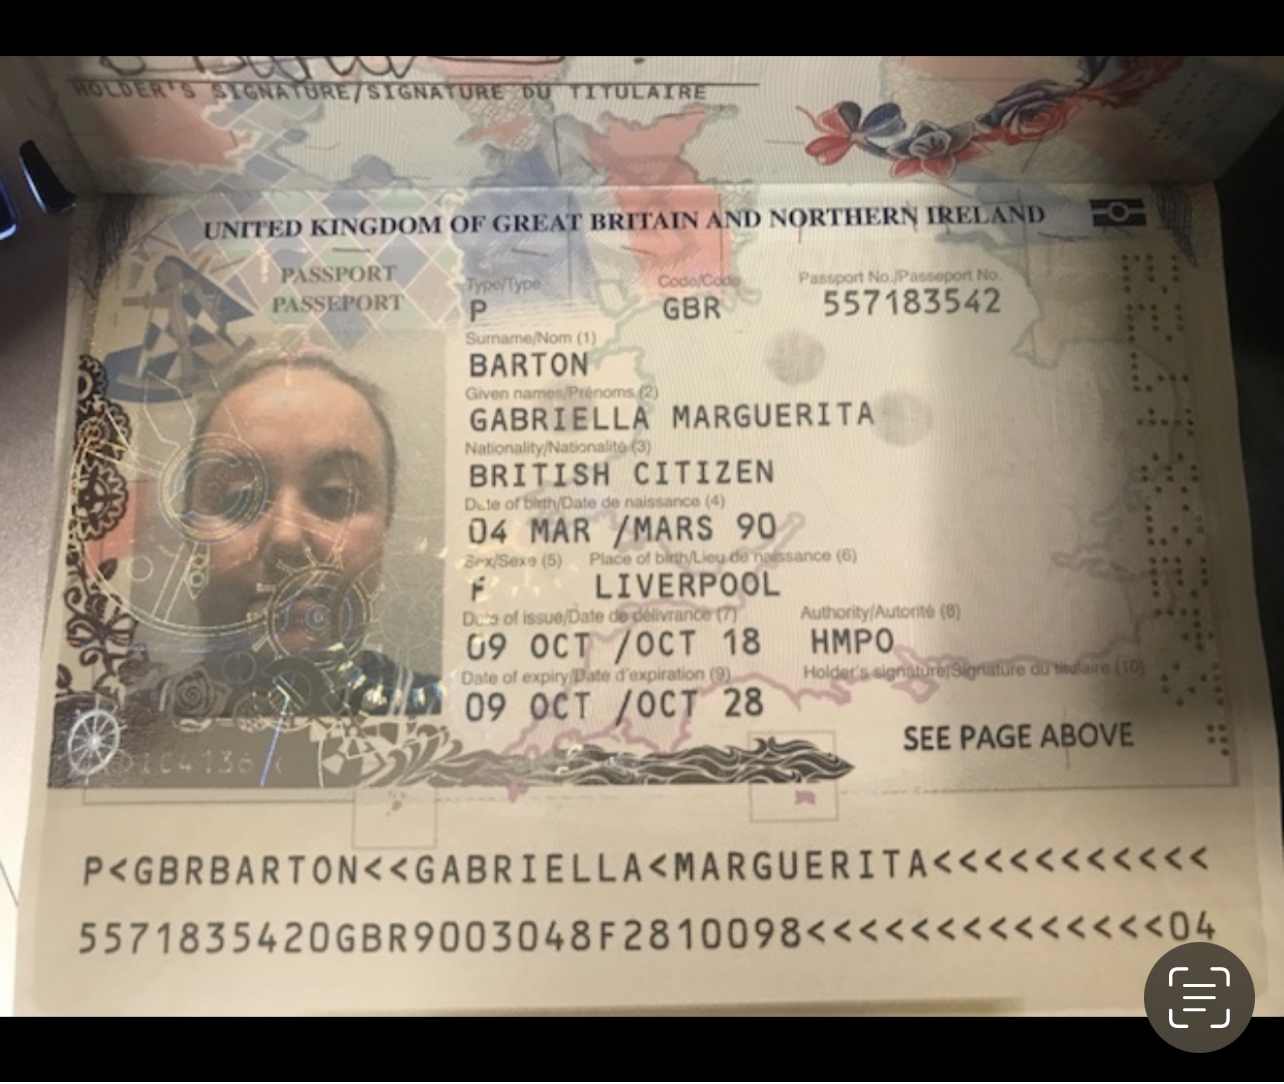 HOLDER'S SIGNATURE/SIGNATURE DU TITULAIRE
UNITED KINGDOM OF GREAT BRITAIN AND NORTHERN IRELAND
PASSPORT
PASSEPORT
Type/Type
P
Code/Code
GBR
Passport No./Passeport No.
557183542
Surname/Nom (1)
BARTON
Given names/Prénoms (2)
GABRIELLA MARGUERITA
Nationality/Nationalité (3)
BRITISH CITIZEN
Date of birth/Date de naissance (4)
04 MAR /MARS 90
Sex/Sexe (5) Place of birth/Lieu de naissance (6)
F LIVERPOOL
Date of issue/Date de délivrance (7) Authority/Autorité (8)
09 OCT /OCT 18 HMPO
Date of expiry/Date d'expiration (9) Holder's signature/Signature du titulaire (10)
09 OCT /OCT 28
SEE PAGE ABOVE
P<GBRBARTON<<GABRIELLA<MARGUERITA<<<<<<<<<<<
5571835420GBR9003048F2810098<<<<<<<<<<<<<<04